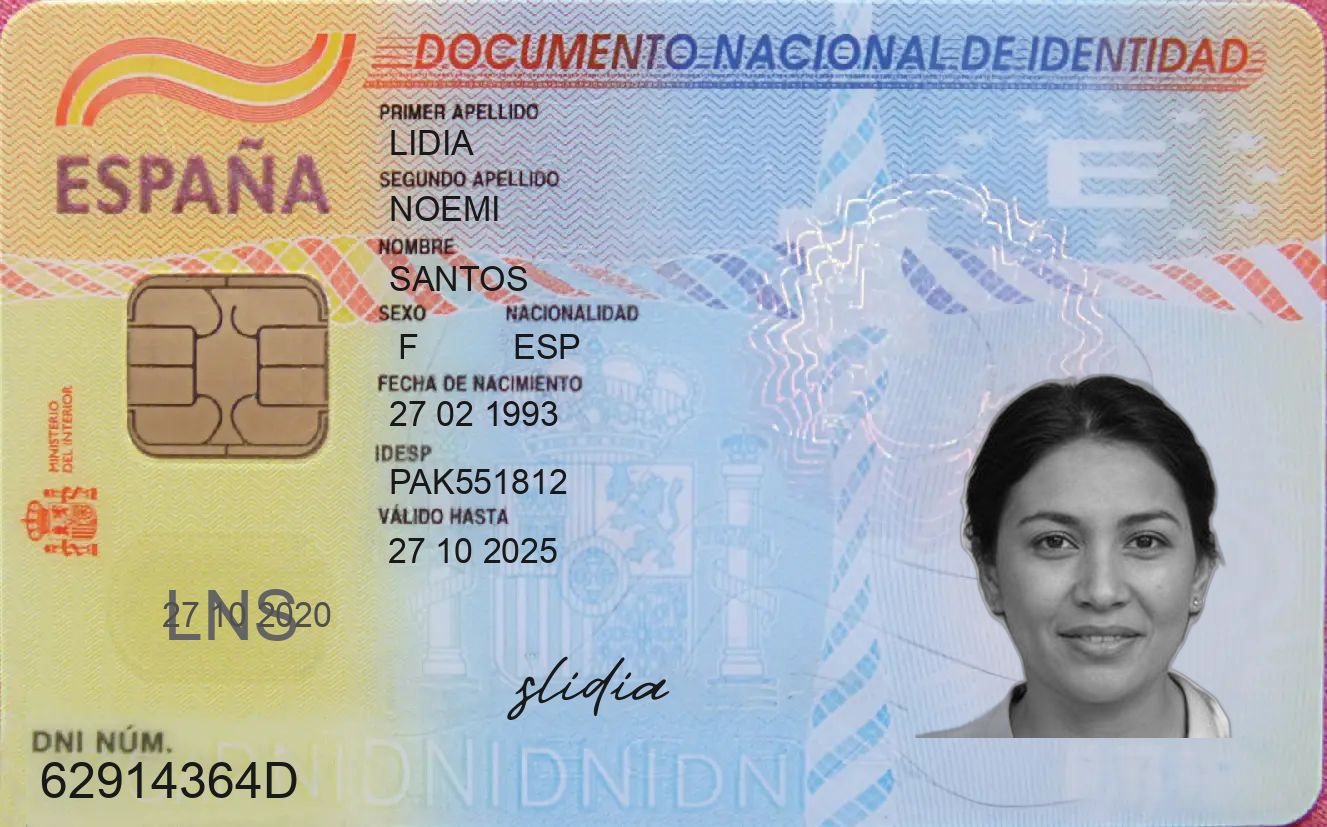 DOCUMENTO NACIONAL DE IDENTIDAD
ESPAÑA
PRIMER APELLIDO
LIDIA
SEGUNDO APELLIDO
NOEMI
NOMBRE
SANTOS
SEXO NACIONALIDAD
F ESP
FECHA DE NACIMIENTO
27 02 1993
IDESP
PAK551812
VÁLIDO HASTA
27 10 2025
MINISTERIO
DEL INTERIOR
E
LNS
27 10 2020
slidia
DNI NÚM.
62914364D
DNIDNIDNIDNI